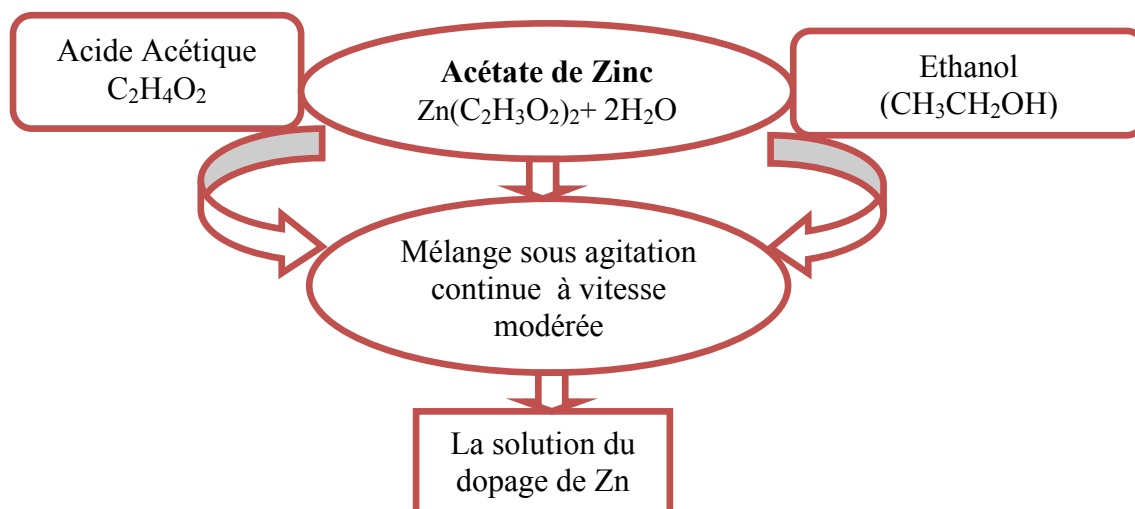 Acide Acétique
C₂H₄O₂
Acétate de Zinc
Zn(C₂H₃O₂)₂+ 2H₂O
Ethanol
(CH₃CH₂OH)
Mélange sous agitation
continue à vitesse
modérée
La solution du
dopage de Zn